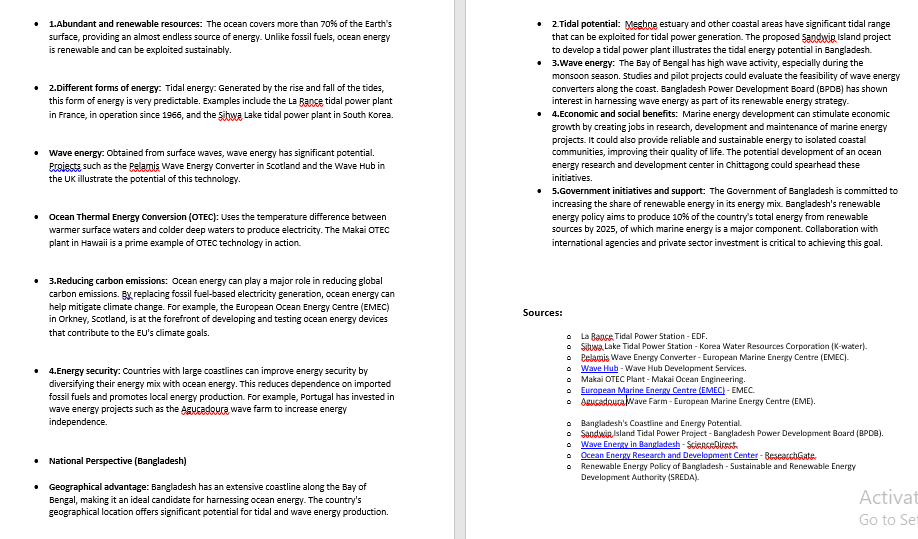 • 1.Abundant and renewable resources: The ocean covers more than 70% of the Earth's
surface, providing an almost endless source of energy. Unlike fossil fuels, ocean energy
is renewable and can be exploited sustainably.
• 2.Different forms of energy: Tidal energy: Generated by the rise and fall of the tides,
this form of energy is very predictable. Examples include the La Rance tidal power plant
in France, in operation since 1966, and the Sihwa Lake tidal power plant in South Korea.
• Wave energy: Obtained from surface waves, wave energy has significant potential.
Projects such as the Pelamis Wave Energy Converter in Scotland and the Wave Hub in
the UK illustrate the potential of this technology.
• Ocean Thermal Energy Conversion (OTEC): Uses the temperature difference between
warmer surface waters and colder deep waters to produce electricity. The Makai OTEC
plant in Hawaii is a prime example of OTEC technology in action.
• 3.Reducing carbon emissions: Ocean energy can play a major role in reducing global
carbon emissions. By replacing fossil fuel-based electricity generation, ocean energy can
help mitigate climate change. For example, the European Ocean Energy Centre (EMEC)
in Orkney, Scotland, is at the forefront of developing and testing ocean energy devices
that contribute to the EU's climate goals.
• 4.Energy security: Countries with large coastlines can improve energy security by
diversifying their energy mix with ocean energy. This reduces dependence on imported
fossil fuels and promotes local energy production. For example, Portugal has invested in
wave energy projects such as the Aguçadoura wave farm to increase energy
independence.
• National Perspective (Bangladesh)
• Geographical advantage: Bangladesh has an extensive coastline along the Bay of
Bengal, making it an ideal candidate for harnessing ocean energy. The country's
geographical location offers significant potential for tidal and wave energy production.
• 2.Tidal potential: Meghna estuary and other coastal areas have significant tidal range
that can be exploited for tidal power generation. The proposed Sandwip Island project
to develop a tidal power plant illustrates the tidal energy potential in Bangladesh.
• 3.Wave energy: The Bay of Bengal has high wave activity, especially during the
monsoon season. Studies and pilot projects could evaluate the feasibility of wave energy
converters along the coast. Bangladesh Power Development Board (BPDB) has shown
interest in harnessing wave energy as part of its renewable energy strategy.
• 4.Economic and social benefits: Marine energy development can stimulate economic
growth by creating jobs in research, development and maintenance of marine energy
projects. It could also provide reliable and sustainable energy to isolated coastal
communities, improving their quality of life. The potential development of an ocean
energy research and development center in Chittagong could spearhead these
initiatives.
• 5.Government initiatives and support: The Government of Bangladesh is committed to
increasing the share of renewable energy in its energy mix. Bangladesh's renewable
energy policy aims to produce 10% of the country's total energy from renewable
sources by 2025, of which marine energy is a major component. Collaboration with
international agencies and private sector investment is critical to achieving this goal.
Sources:
o La Rance Tidal Power Station - EDF.
o Sihwa Lake Tidal Power Station - Korea Water Resources Corporation (K-water).
o Pelamis Wave Energy Converter - European Marine Energy Centre (EMEC).
o Wave Hub - Wave Hub Development Services.
o Makai OTEC Plant - Makai Ocean Engineering.
o European Marine Energy Centre (EMEC) - EMEC.
o Aguçadoura Wave Farm - European Marine Energy Centre (EME).
o Bangladesh's Coastline and Energy Potential.
o Sandwip Island Tidal Power Project - Bangladesh Power Development Board (BPDB).
o Wave Energy in Bangladesh - ScienceDirect.
o Ocean Energy Research and Development Center - ResearchGate.
o Renewable Energy Policy of Bangladesh - Sustainable and Renewable Energy
Development Authority (SREDA).
Activat
Go to Set